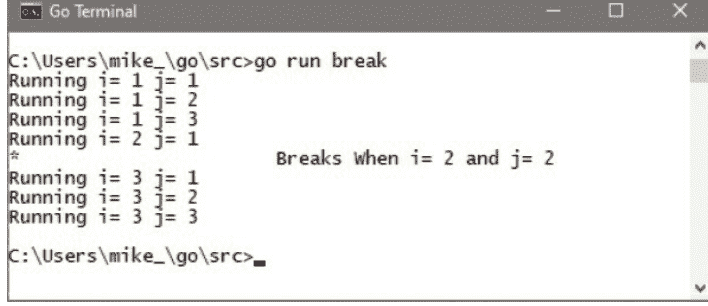 Go Terminal
C:\Users\mike_\go\src>go run break
Running i= 1 j= 1
Running i= 1 j= 2
Running i= 1 j= 3
Running i= 2 j= 1
*                          Breaks When i= 2 and j= 2
Running i= 3 j= 1
Running i= 3 j= 2
Running i= 3 j= 3
C:\Users\mike_\go\src>